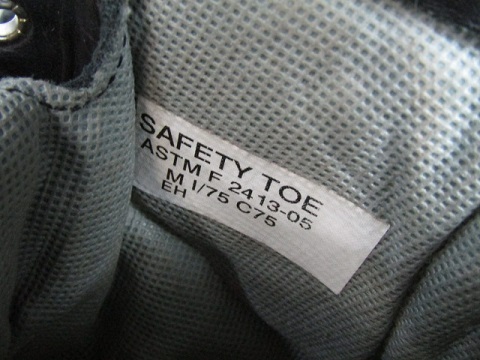 SAFETY TOE
ASTM F 2413-05
M I/75 C75
EH